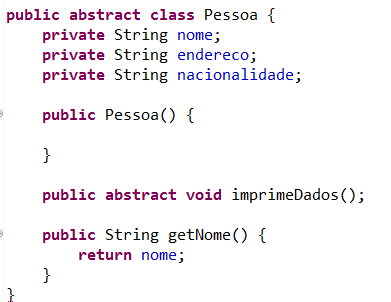 public abstract class Pessoa {
    private String nome;
    private String endereco;
    private String nacionalidade;

    public Pessoa() {

    }

    public abstract void imprimeDados();

    public String getNome() {
        return nome;
    }
}